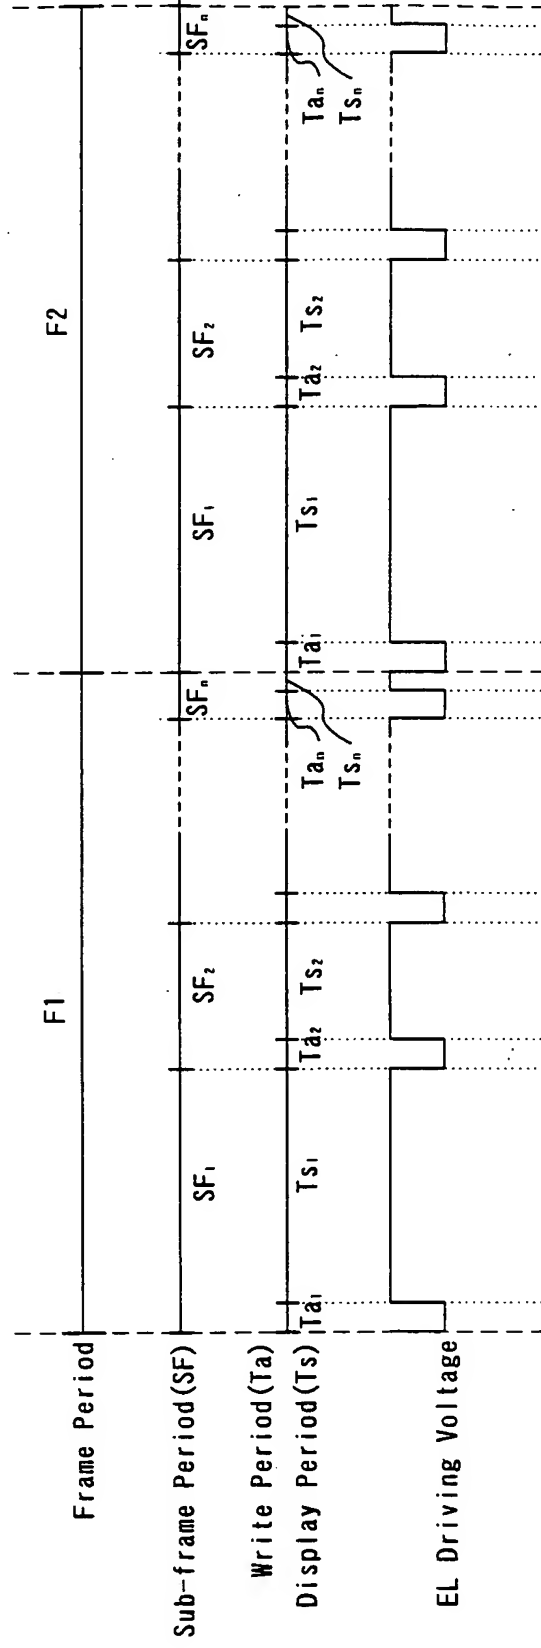 Frame Period
F1
F2
Sub-frame Period(SF)
SF₁
SF₂
SFₙ
SF₁
SF₂
SFₙ
Write Period(Ta)
Display Period(Ts)
Ta₁
Ts₁
Ta₂
Ts₂
Taₙ
Tsₙ
Ta₁
Ts₁
Ta₂
Ts₂
Taₙ
Tsₙ
EL Driving Voltage